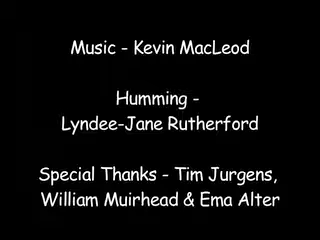 Music - Kevin MacLeod
Humming -
Lyndee-Jane Rutherford
Special Thanks - Tim Jurgens,
William Muirhead & Ema Alter